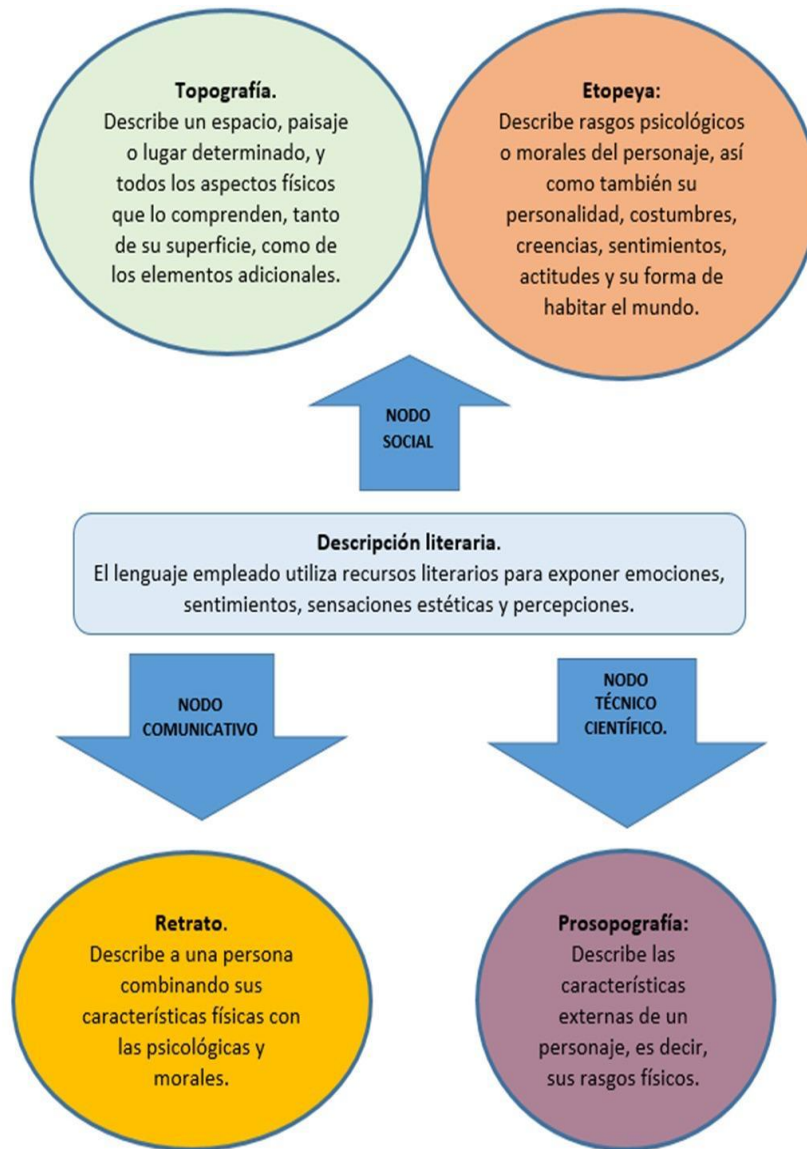 Topografía.
Describe un espacio, paisaje
o lugar determinado, y
todos los aspectos físicos
que lo comprenden, tanto
de su superficie, como de
los elementos adicionales.
Etopeya:
Describe rasgos psicológicos
o morales del personaje, así
como también su
personalidad, costumbres,
creencias, sentimientos,
actitudes y su forma de
habitar el mundo.
NODO
SOCIAL
Descripción literaria.
El lenguaje empleado utiliza recursos literarios para exponer emociones,
sentimientos, sensaciones estéticas y percepciones.
NODO
COMUNICATIVO
NODO
TÉCNICO
CIENTÍFICO.
Retrato.
Describe a una persona
combinando sus
características físicas con
las psicológicas y
morales.
Prosopografía:
Describe las
características
externas de un
personaje, es decir,
sus rasgos físicos.